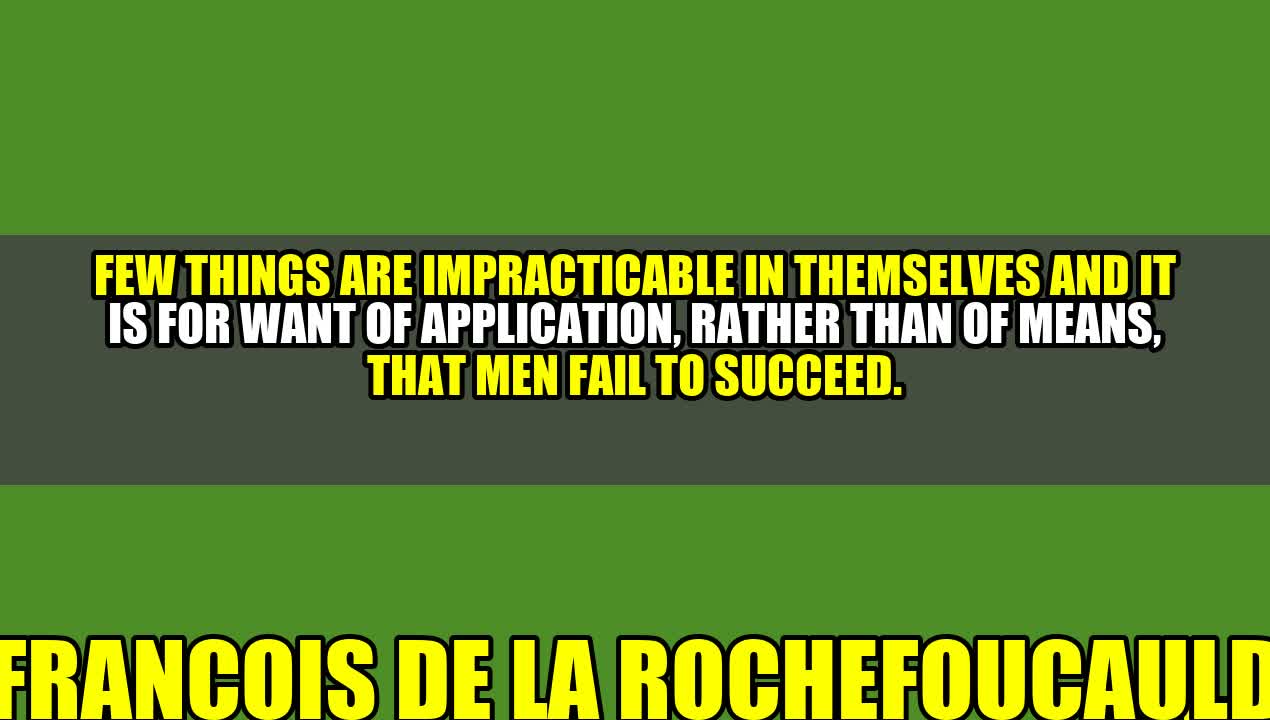 FEW THINGS ARE IMPRACTICABLE IN THEMSELVES AND IT
IS FOR WANT OF APPLICATION, RATHER THAN OF MEANS,
THAT MEN FAIL TO SUCCEED.
FRANCOIS DE LA ROCHEFOUCAULD